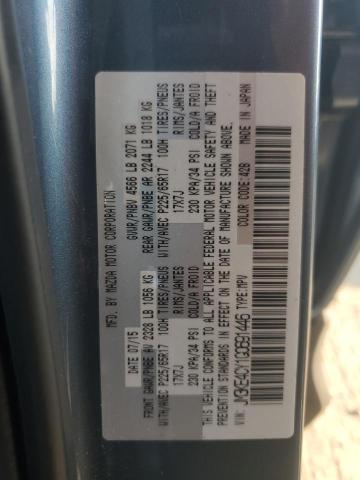 MFD. BY MAZDA MOTOR CORPORATION
DATE 07/15 GVWR/PNBV 4566 LB 2071 KG
FRONT GAWR/PNBE AV 2328 LB 1056 KG REAR GAWR/PNBE AR 2244 LB 1018 KG
WITH/AVEC P225/65R17 100H TIRES/PNEUS WITH/AVEC P225/65R17 100H TIRES/PNEUS
17X7J RIMS/JANTES 17X7J RIMS/JANTES
230 KPA/34 PSI COLD/A FROID 230 KPA/34 PSI COLD/A FROID
THIS VEHICLE CONFORMS TO ALL APPLICABLE FEDERAL MOTOR VEHICLE SAFETY AND THEFT
PREVENTION STANDARDS IN EFFECT ON THE DATE OF MANUFACTURE SHOWN ABOVE.
TYPE:MPV COLOR CODE:42B MADE IN JAPAN